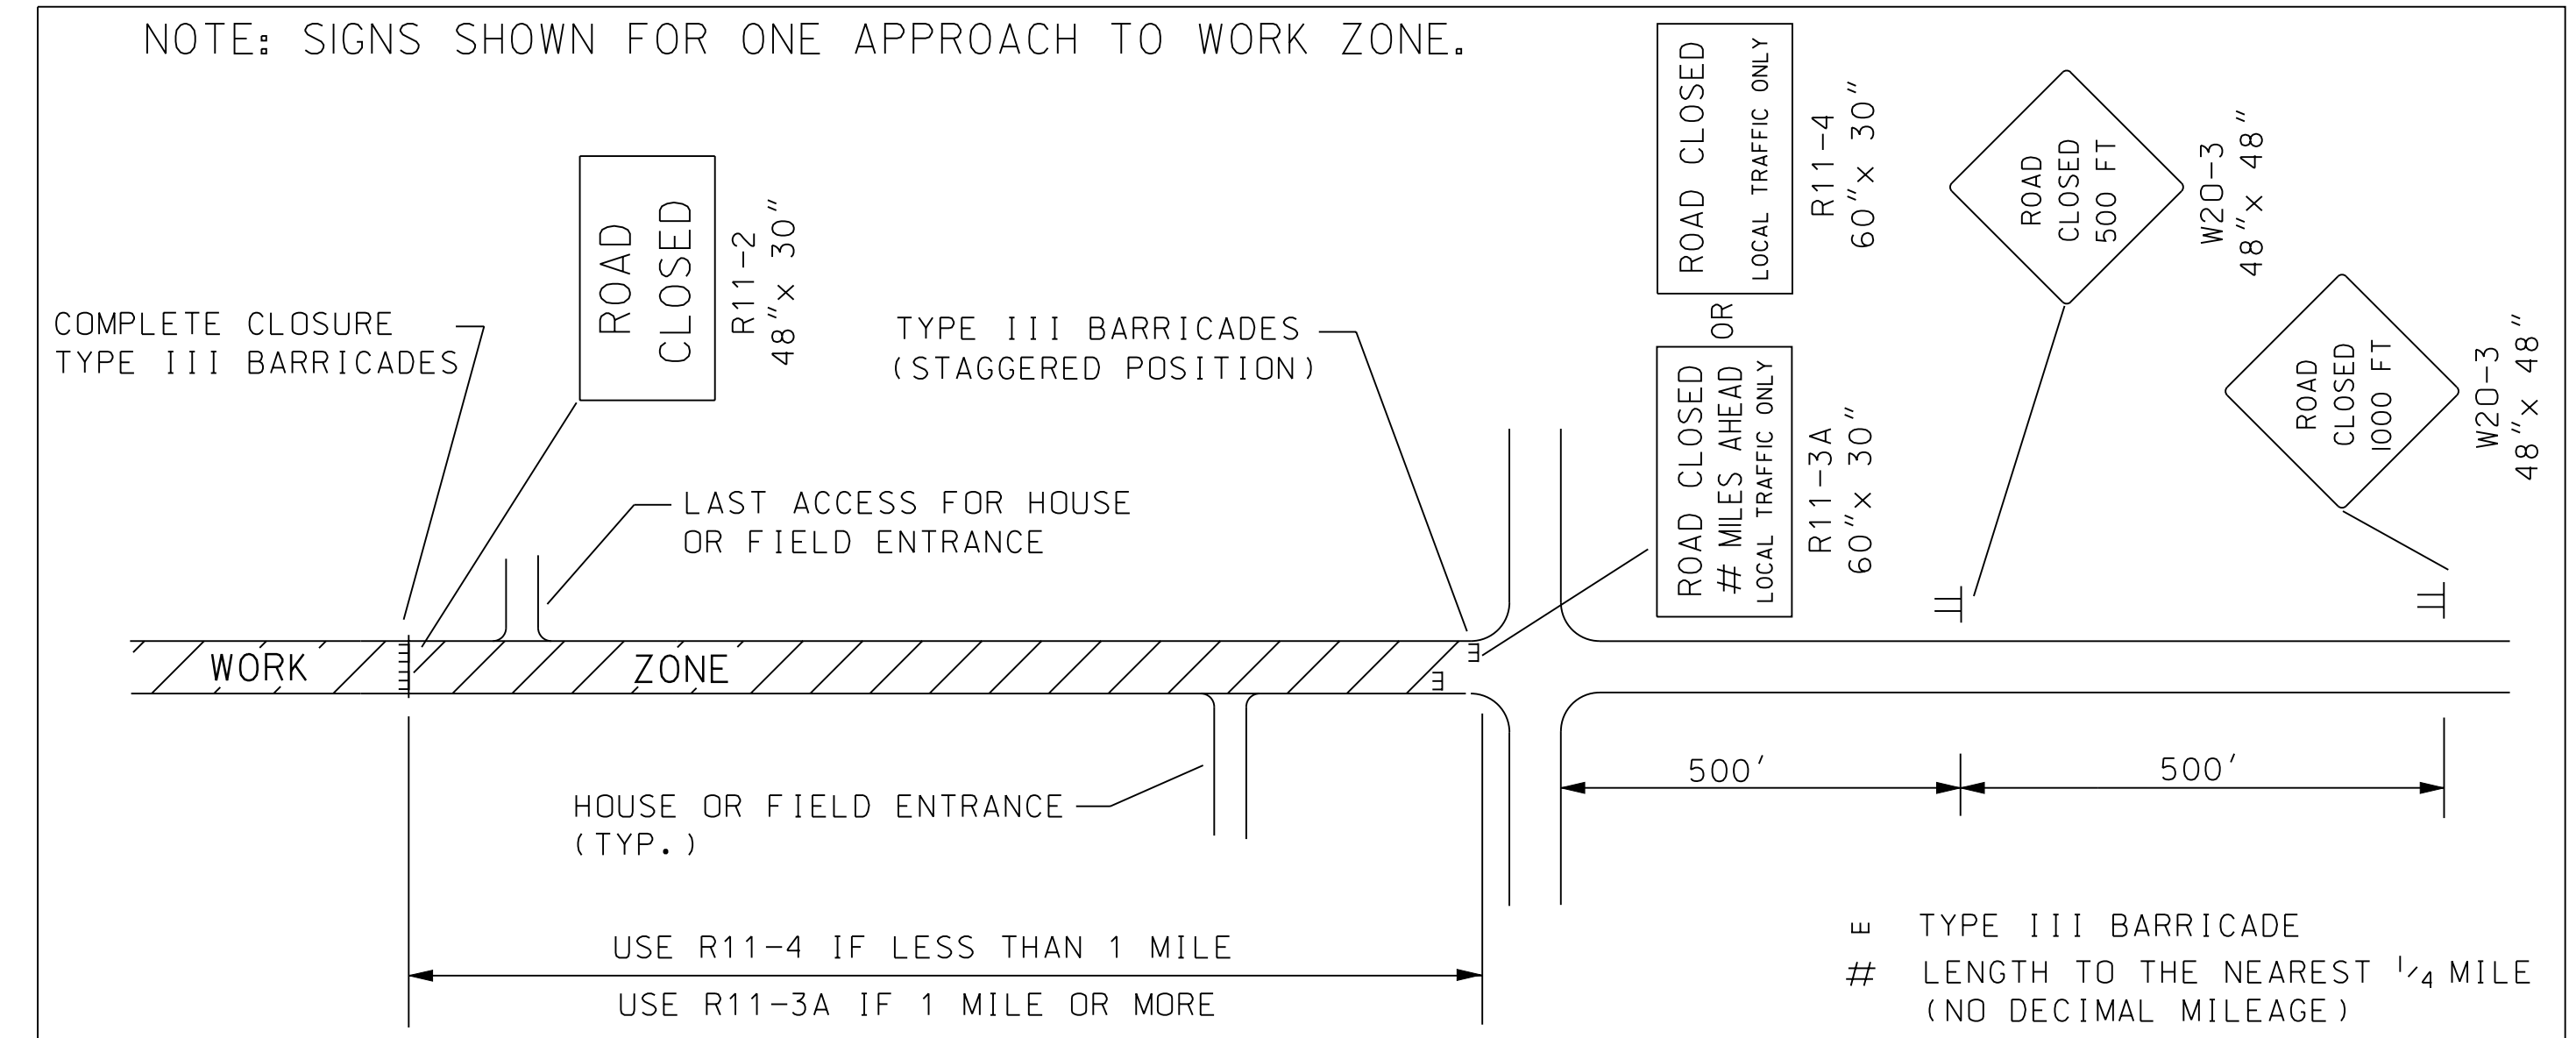 NOTE: SIGNS SHOWN FOR ONE APPROACH TO WORK ZONE.
COMPLETE CLOSURE
TYPE III BARRICADES
ROAD
CLOSED
R11-2
48"x 30"
TYPE III BARRICADES
(STAGGERED POSITION)
LAST ACCESS FOR HOUSE
OR FIELD ENTRANCE
ROAD CLOSED
LOCAL TRAFFIC ONLY
R11-4
60"x 30"
OR
ROAD CLOSED
# MILES AHEAD
LOCAL TRAFFIC ONLY
R11-3A
60"x 30"
ROAD
CLOSED
500 FT
W20-3
48"x 48"
ROAD
CLOSED
1000 FT
W20-3
48"x 48"
WORK ZONE
HOUSE OR FIELD ENTRANCE
(TYP.)
500'
500'
USE R11-4 IF LESS THAN 1 MILE
USE R11-3A IF 1 MILE OR MORE
E TYPE III BARRICADE
# LENGTH TO THE NEAREST 1/4 MILE
(NO DECIMAL MILEAGE)